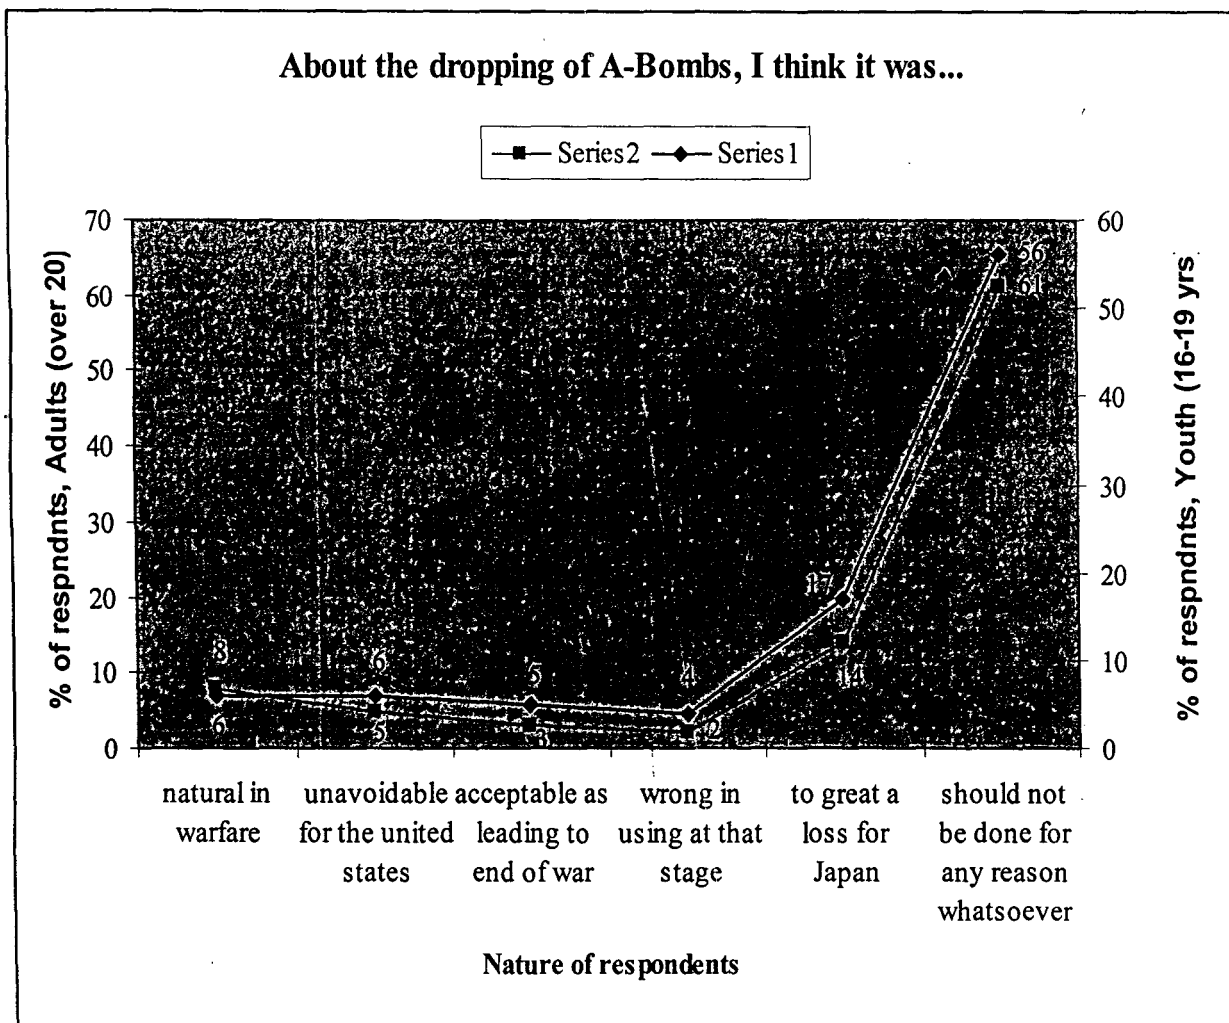 About the dropping of A-Bombs, I think it was...
Series2 Series1
% of respndnts, Adults (over 20)
70
60
50
40
30
20
10
0
8
6
6
5
5
3
4
2
17
14
56
61
60
50
40
30
20
10
0
% of respndnts, Youth (16-19 yrs
natural in
warfare
unavoidable
for the united
states
acceptable as
leading to
end of war
wrong in
using at that
stage
to great a
loss for
Japan
should not
be done for
any reason
whatsoever
Nature of respondents